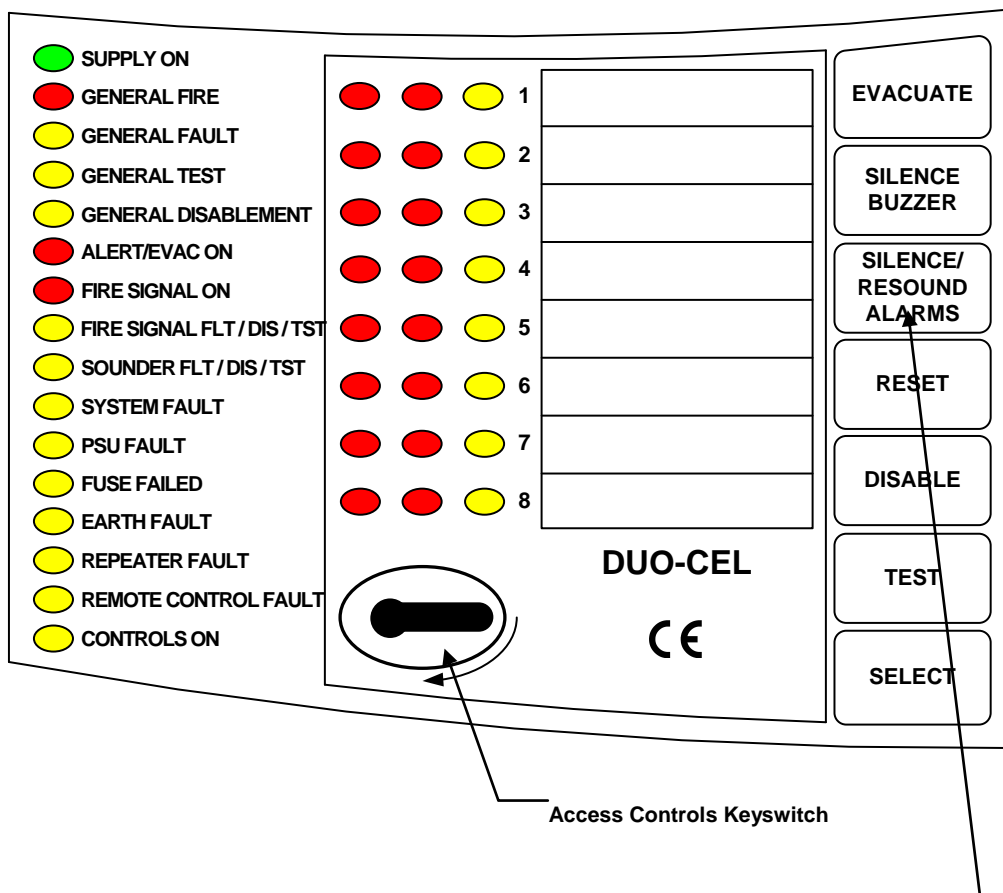 SUPPLY ON
GENERAL FIRE
GENERAL FAULT
GENERAL TEST
GENERAL DISABLEMENT
ALERT/EVAC ON
FIRE SIGNAL ON
FIRE SIGNAL FLT / DIS / TST
SOUNDER FLT / DIS / TST
SYSTEM FAULT
PSU FAULT
FUSE FAILED
EARTH FAULT
REPEATER FAULT
REMOTE CONTROL FAULT
CONTROLS ON
1
2
3
4
5
6
7
8
DUO-CEL
CE
EVACUATE
SILENCE
BUZZER
SILENCE/
RESOUND
ALARMS
RESET
DISABLE
TEST
SELECT
Access Controls Keyswitch